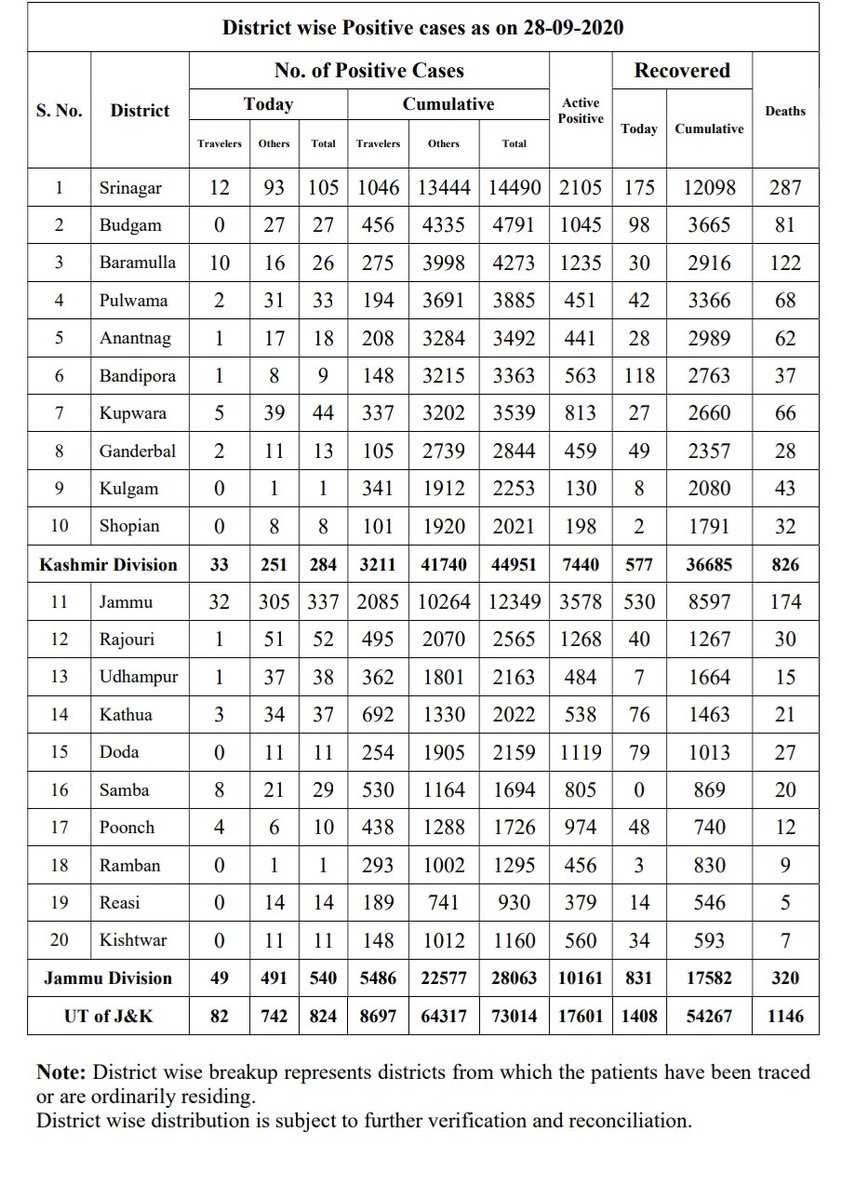 District wise Positive cases as on 28-09-2020
S. No. District No. of Positive Cases Active Positive Recovered Deaths
Today Cumulative Today Cumulative
Travelers Others Total Travelers Others Total
1 Srinagar 12 93 105 1046 13444 14490 2105 175 12098 287
2 Budgam 0 27 27 456 4335 4791 1045 98 3665 81
3 Baramulla 10 16 26 275 3998 4273 1235 30 2916 122
4 Pulwama 2 31 33 194 3691 3885 451 42 3366 68
5 Anantnag 1 17 18 208 3284 3492 441 28 2989 62
6 Bandipora 1 8 9 148 3215 3363 563 118 2763 37
7 Kupwara 5 39 44 337 3202 3539 813 27 2660 66
8 Ganderbal 2 11 13 105 2739 2844 459 49 2357 28
9 Kulgam 0 1 1 341 1912 2253 130 8 2080 43
10 Shopian 0 8 8 101 1920 2021 198 2 1791 32
Kashmir Division 33 251 284 3211 41740 44951 7440 577 36685 826
11 Jammu 32 305 337 2085 10264 12349 3578 530 8597 174
12 Rajouri 1 51 52 495 2070 2565 1268 40 1267 30
13 Udhampur 1 37 38 362 1801 2163 484 7 1664 15
14 Kathua 3 34 37 692 1330 2022 538 76 1463 21
15 Doda 0 11 11 254 1905 2159 1119 79 1013 27
16 Samba 8 21 29 530 1164 1694 805 0 869 20
17 Poonch 4 6 10 438 1288 1726 974 48 740 12
18 Ramban 0 1 1 293 1002 1295 456 3 830 9
19 Reasi 0 14 14 189 741 930 379 14 546 5
20 Kishtwar 0 11 11 148 1012 1160 560 34 593 7
Jammu Division 49 491 540 5486 22577 28063 10161 831 17582 320
UT of J&K 82 742 824 8697 64317 73014 17601 1408 54267 1146
Note: District wise breakup represents districts from which the patients have been traced
or are ordinarily residing.
District wise distribution is subject to further verification and reconciliation.